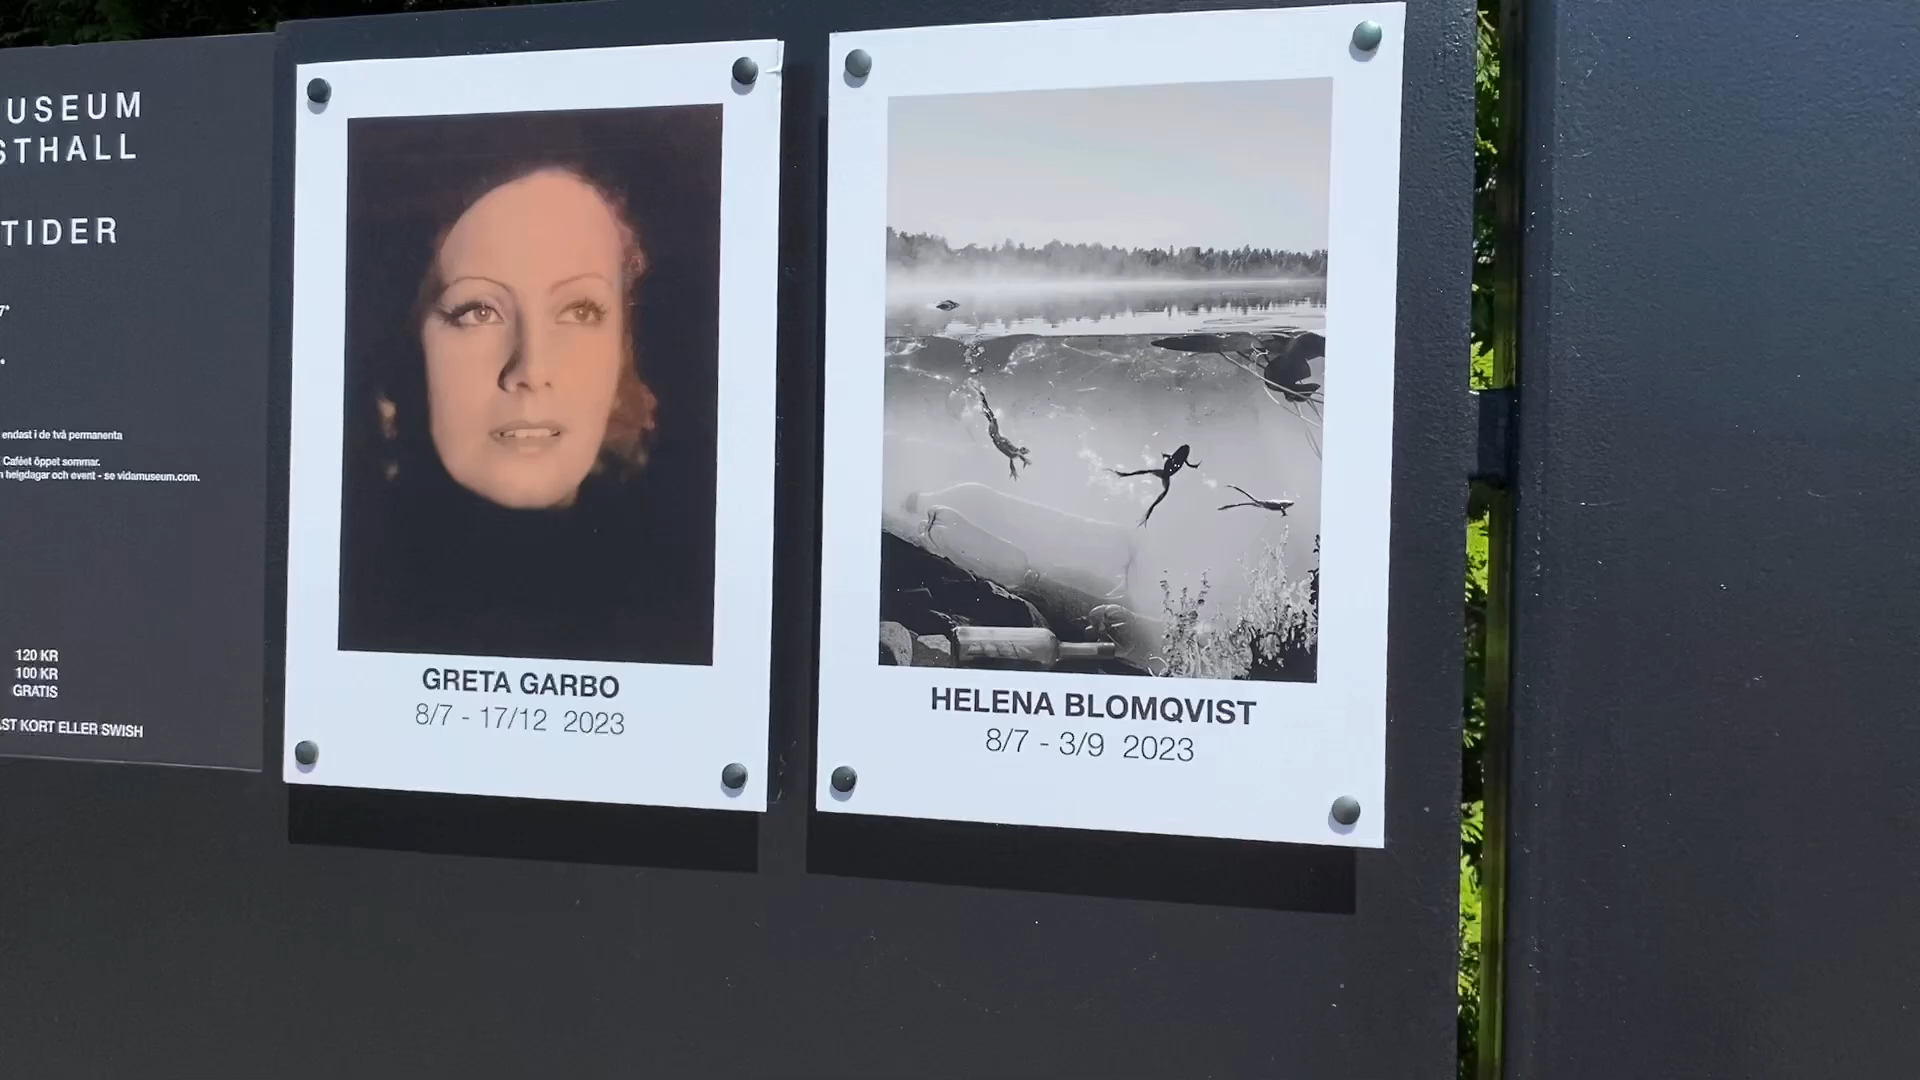 USEUM
STHALL
TIDER
7*
endast i de två permanenta
Caféet öppet sommar.
helgdagar och event - se vidamuseum.com.
120 KR
100 KR
GRATIS
AST KORT ELLER SWISH
GRETA GARBO
8/7 - 17/12 2023
HELENA BLOMQVIST
8/7 - 3/9 2023